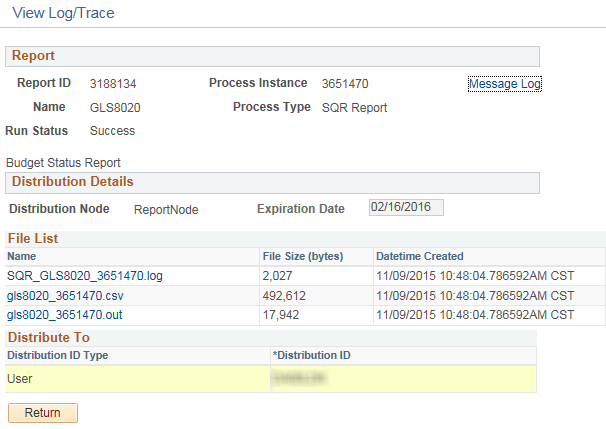 View Log/Trace
Report
Report ID 3188134 Process Instance 3651470 Message Log
Name GLS8020 Process Type SQR Report
Run Status Success
Budget Status Report
Distribution Details
Distribution Node ReportNode Expiration Date 02/16/2016
File List
Name File Size (bytes) Datetime Created
SQR_GLS8020_3651470.log 2,027 11/09/2015 10:48:04.786592AM CST
gls8020_3651470.csv 492,612 11/09/2015 10:48:04.786592AM CST
gls8020_3651470.out 17,942 11/09/2015 10:48:04.786592AM CST
Distribute To
Distribution ID Type *Distribution ID
User
Return